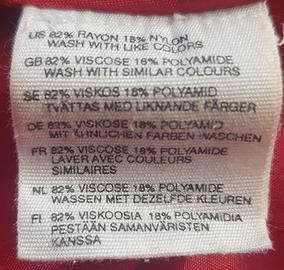 US 82% RAYON 18% NYLON
WASH WITH LIKE COLORS
GB 82% VISCOSE 18% POLYAMIDE
WASH WITH SIMILAR COLOURS
SE 82% VISKOS 18% POLYAMID
TVÄTTAS MED LIKNANDE FÄRGER
DE 82% VISKOSE 18% POLYAMID
MIT ÄHNLICHEN FARBEN WASCHEN
FR 82% VISCOSE 18% POLYAMIDE
LAVER AVEC COULEURS
SIMILAIRES
NL 82% VISCOSE 18% POLYAMIDE
WASSEN MET DEZELFDE KLEUREN
FI 82% VISKOOSIA 18% POLYAMIDIA
PESTÄÄN SAMANVÄRISTEN
KANSSA